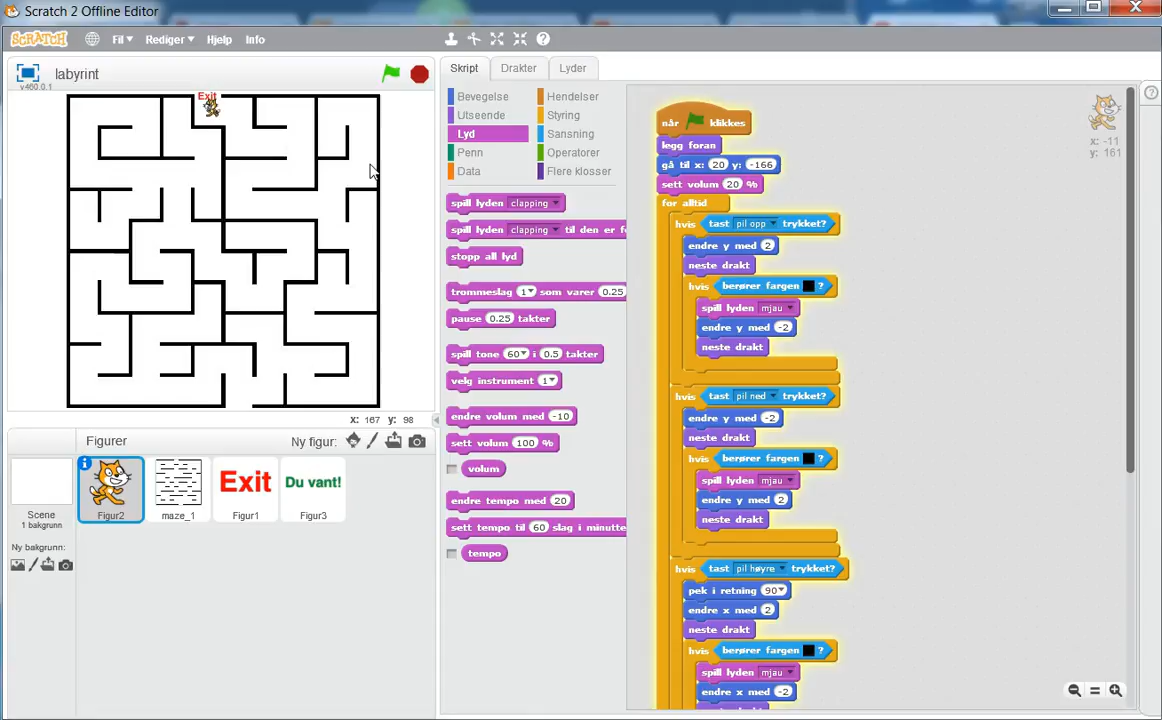 Scratch 2 Offline Editor
SCRATCH Fil▼ Rediger▼ Hjelp Info
labyrint
v460.0.1
Exit
x: 167 y: 98
Figurer Ny figur:
Scene
1 bakgrunn
Ny bakgrunn:
Figur2
maze_1
Exit
Figur1
Du vant!
Figur3
Skript Drakter Lyder
Bevegelse Hendelser
Utseende Styring
Lyd Sansning
Penn Operatorer
Data Flere klosser
spill lyden clapping
spill lyden clapping til den er f
stopp all lyd
trommeslag 1 som varer 0.25
pause 0.25 takter
spill tone 60 i 0.5 takter
velg instrument 1
endre volum med -10
sett volum 100 %
volum
endre tempo med 20
sett tempo til 60 slag i minutte
tempo
når klikkes
legg foran
gå til x: 20 y: -166
sett volum 20 %
for alltid
hvis tast pil opp trykket?
endre y med 2
neste drakt
hvis berører fargen ?
spill lyden mjau
endre y med -2
neste drakt
hvis tast pil ned trykket?
endre y med -2
neste drakt
hvis berører fargen ?
spill lyden mjau
endre y med 2
neste drakt
hvis tast pil høyre trykket?
pek i retning 90
endre x med 2
neste drakt
hvis berører fargen ?
spill lyden mjau
endre x med -2
x: -11
y: 161